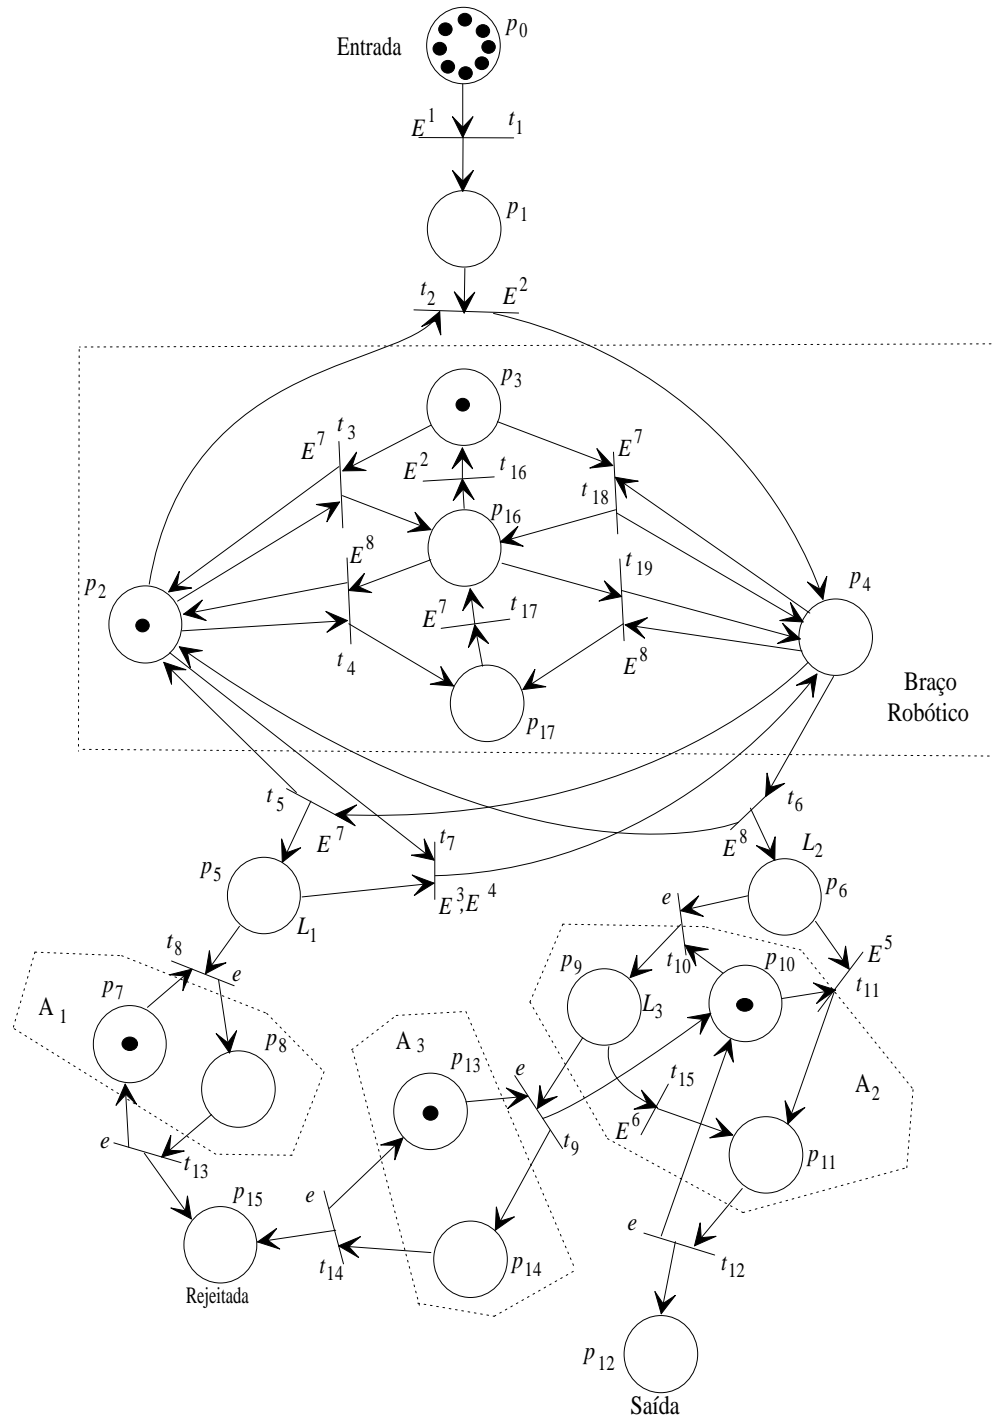 p0
Entrada
E1 t1
p1
t2 E2
p3
t3
E7 E7
E2 t16
t18
p16
E8 t19
p2 p4
E7 t17
t4 E8
p17
Braço
Robótico
t5 t6
E7 t7 E8 L2
p5 p6
e
E3,E4
L1
t8 E5
e p9 t10 p10 t11
p7
A1 L3
p8 A3 p13 e t15 A2
E6
e t13 t9 p11
p15 e e
t14 p14 t12
Rejeitada
p12
Saída